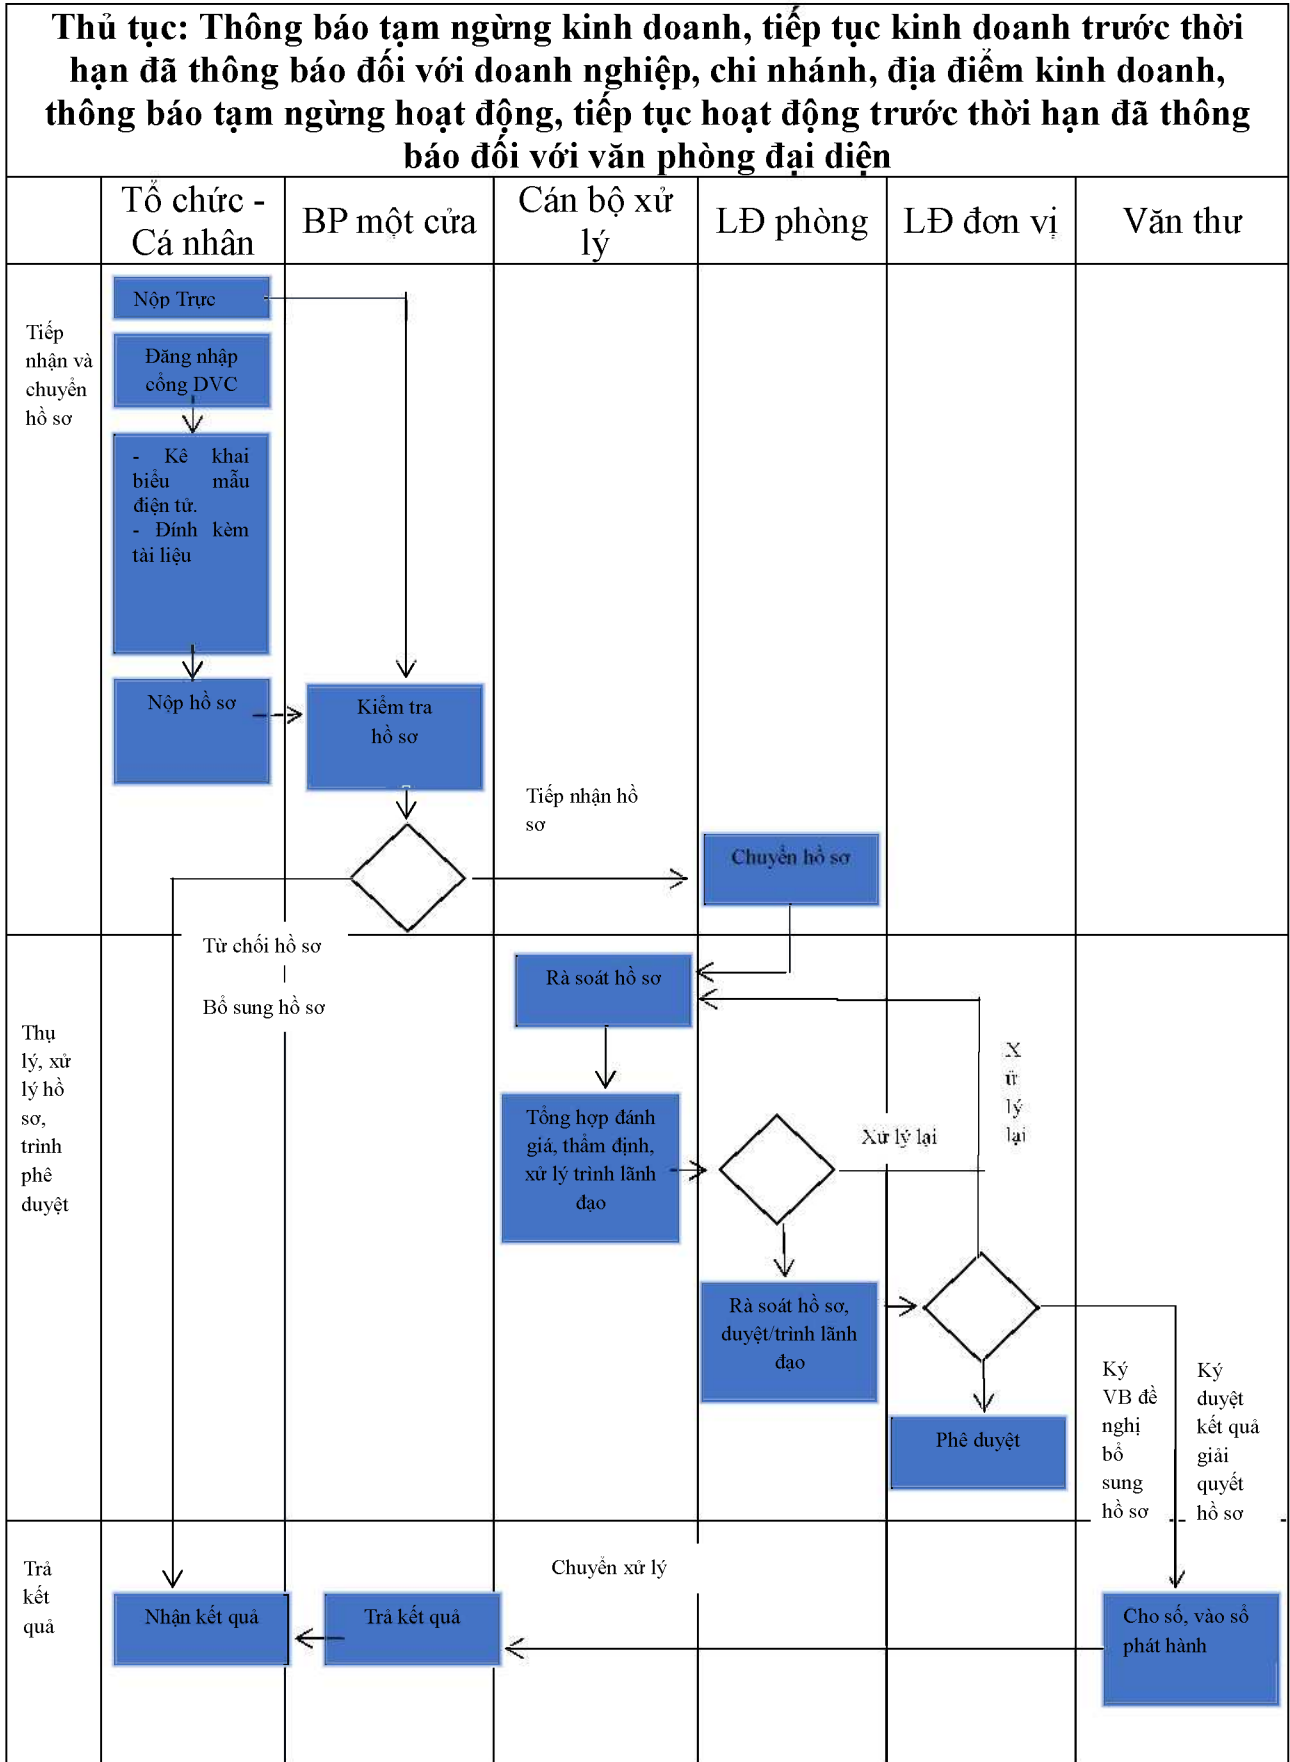 Thủ tục: Thông báo tạm ngừng kinh doanh, tiếp tục kinh doanh trước thời
hạn đã thông báo đối với doanh nghiệp, chi nhánh, địa điểm kinh doanh,
thông báo tạm ngừng hoạt động, tiếp tục hoạt động trước thời hạn đã thông
báo đối với văn phòng đại diện
Tổ chức -
Cá nhân
BP một cửa
Cán bộ xử
lý
LĐ phòng
LĐ đơn vị
Văn thư
Tiếp
nhận và
chuyển
hồ sơ
Nộp Trực
Đăng nhập
cổng DVC
- Kê khai
biểu mẫu
điện tử.
- Đính kèm
tài liệu
Nộp hồ sơ
Kiểm tra
hồ sơ
Tiếp nhận hồ
sơ
Chuyển hồ sơ
Từ chối hồ sơ
Bổ sung hồ sơ
Thụ
lý, xử
lý hồ
sơ,
trình
phê
duyệt
Rà soát hồ sơ
Tổng hợp đánh
giá, thẩm định,
xử lý trình lãnh
đạo
Xử lý lại
X
ử
lý
lại
Rà soát hồ sơ,
duyệt/trình lãnh
đạo
Phê duyệt
Ký
VB đề
nghị
bổ
sung
hồ sơ
Ký
duyệt
kết quả
giải
quyết
hồ sơ
Trả
kết
quả
Chuyển xử lý
Nhận kết quả
Trả kết quả
Cho số, vào sổ
phát hành